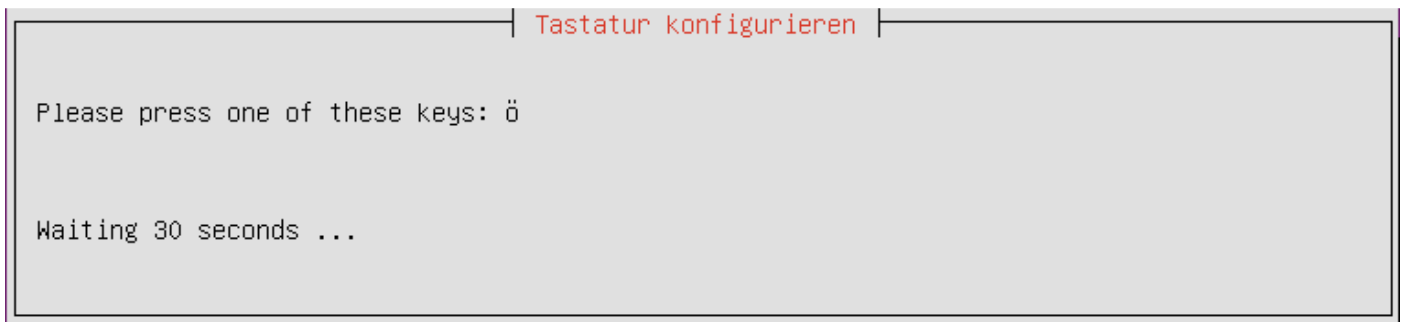 Tastatur konfigurieren
Please press one of these keys: ö
Waiting 30 seconds ...